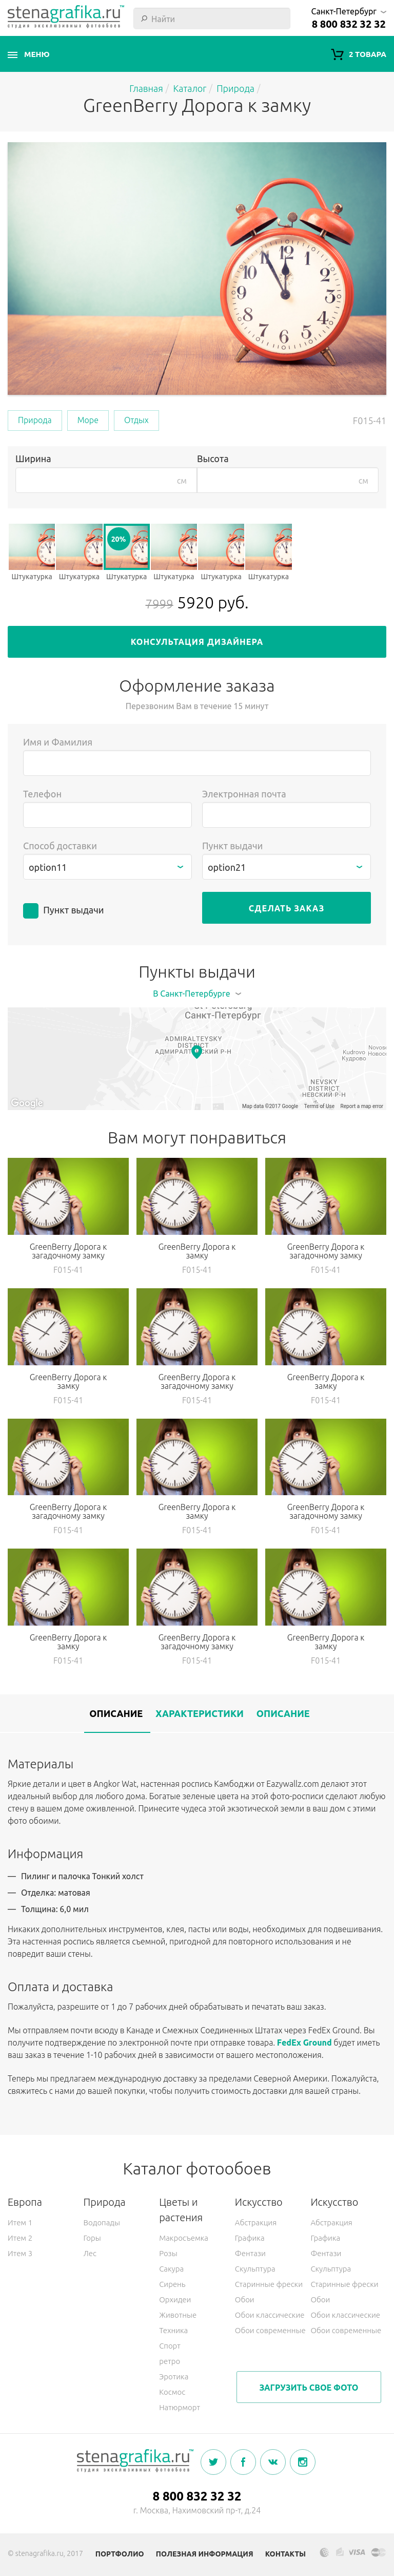 stenagrafika.ru™
студия эксклюзивных фотообоев
Найти
Санкт-Петербург
8 800 832 32 32
МЕНЮ
2 ТОВАРА
Главная / Каталог / Природа /
GreenBerry Дорога к замку
Природа Море Отдых F015-41
Ширина Высота
см см
20%
Штукатурка Штукатурка Штукатурка Штукатурка Штукатурка Штукатурка
7999 5920 руб.
КОНСУЛЬТАЦИЯ ДИЗАЙНЕРА
Оформление заказа
Перезвоним Вам в течение 15 минут
Имя и Фамилия
Телефон Электронная почта
Способ доставки Пункт выдачи
option11 option21
Пункт выдачи СДЕЛАТЬ ЗАКАЗ
Пункты выдачи
В Санкт-Петербурге
Санкт-Петербург
ADMIRALTEYSKY
DISTRICT
АДМИРАЛТЕЙСКИЙ Р-Н
Kudrovo
Кудрово
NEVSKY
DISTRICT
НЕВСКИЙ Р-Н
Google
Map data ©2017 Google Terms of Use Report a map error
Вам могут понравиться
GreenBerry Дорога к загадочному замку
F015-41
GreenBerry Дорога к замку
F015-41
GreenBerry Дорога к загадочному замку
F015-41
GreenBerry Дорога к замку
F015-41
GreenBerry Дорога к загадочному замку
F015-41
GreenBerry Дорога к замку
F015-41
GreenBerry Дорога к загадочному замку
F015-41
GreenBerry Дорога к замку
F015-41
GreenBerry Дорога к загадочному замку
F015-41
GreenBerry Дорога к замку
F015-41
GreenBerry Дорога к загадочному замку
F015-41
GreenBerry Дорога к замку
F015-41
ОПИСАНИЕ ХАРАКТЕРИСТИКИ ОПИСАНИЕ
Материалы
Яркие детали и цвет в Angkor Wat, настенная роспись Камбоджи от Eazywallz.com делают этот
идеальный выбор для любого дома. Богатые зеленые цвета на этой фото-росписи сделают любую
стену в вашем доме оживленной. Принесите чудеса этой экзотической земли в ваш дом с этими
фото обоими.
Информация
— Пилинг и палочка Тонкий холст
— Отделка: матовая
— Толщина: 6,0 мил
Никаких дополнительных инструментов, клея, пасты или воды, необходимых для подвешивания.
Эта настенная роспись является съемной, пригодной для повторного использования и не
повредит ваши стены.
Оплата и доставка
Пожалуйста, разрешите от 1 до 7 рабочих дней обрабатывать и печатать ваш заказ.
Мы отправляем почти всюду в Канаде и Смежных Соединенных Штатах через FedEx Ground. Вы
получите подтверждение по электронной почте при отправке товара. FedEx Ground будет иметь
ваш заказ в течение 1-10 рабочих дней в зависимости от вашего местоположения.
Теперь мы предлагаем международную доставку за пределами Северной Америки. Пожалуйста,
свяжитесь с нами до вашей покупки, чтобы получить стоимость доставки для вашей страны.
Каталог фотообоев
Европа
Итем 1
Итем 2
Итем 3
Природа
Водопады
Горы
Лес
Цветы и растения
Макросъемка
Розы
Сакура
Сирень
Орхидеи
Животные
Техника
Спорт
ретро
Эротика
Космос
Натюрморт
Искусство
Абстракция
Графика
Фентази
Скульптура
Старинные фрески
Обои
Обои классические
Обои современные
Искусство
Абстракция
Графика
Фентази
Скульптура
Старинные фрески
Обои
Обои классические
Обои современные
ЗАГРУЗИТЬ СВОЕ ФОТО
stenagrafika.ru™
студия эксклюзивных фотообоев
8 800 832 32 32
г. Москва, Нахимовский пр-т, д.24
© stenagrafika.ru, 2017 ПОРТФОЛИО ПОЛЕЗНАЯ ИНФОРМАЦИЯ КОНТАКТЫ VISA